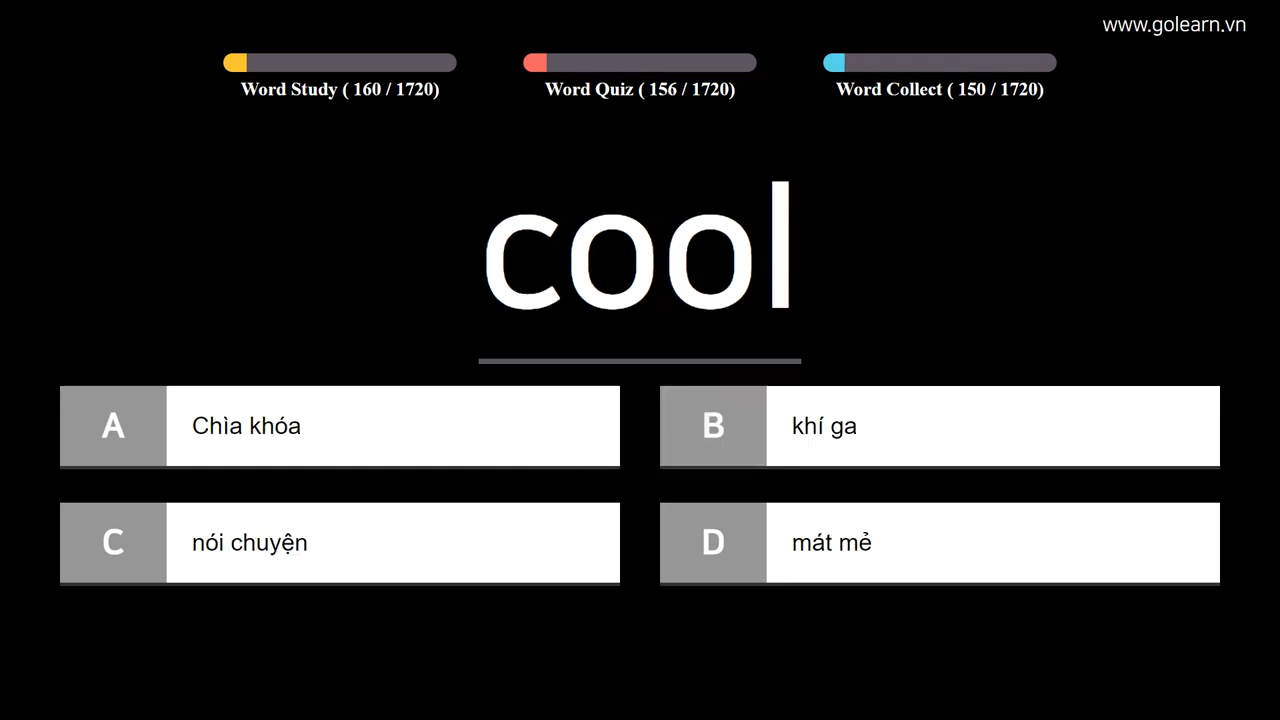 www.golearn.vn
Word Study ( 160 / 1720)
Word Quiz ( 156 / 1720)
Word Collect ( 150 / 1720)
cool
A Chìa khóa
B khí ga
C nói chuyện
D mát mẻ